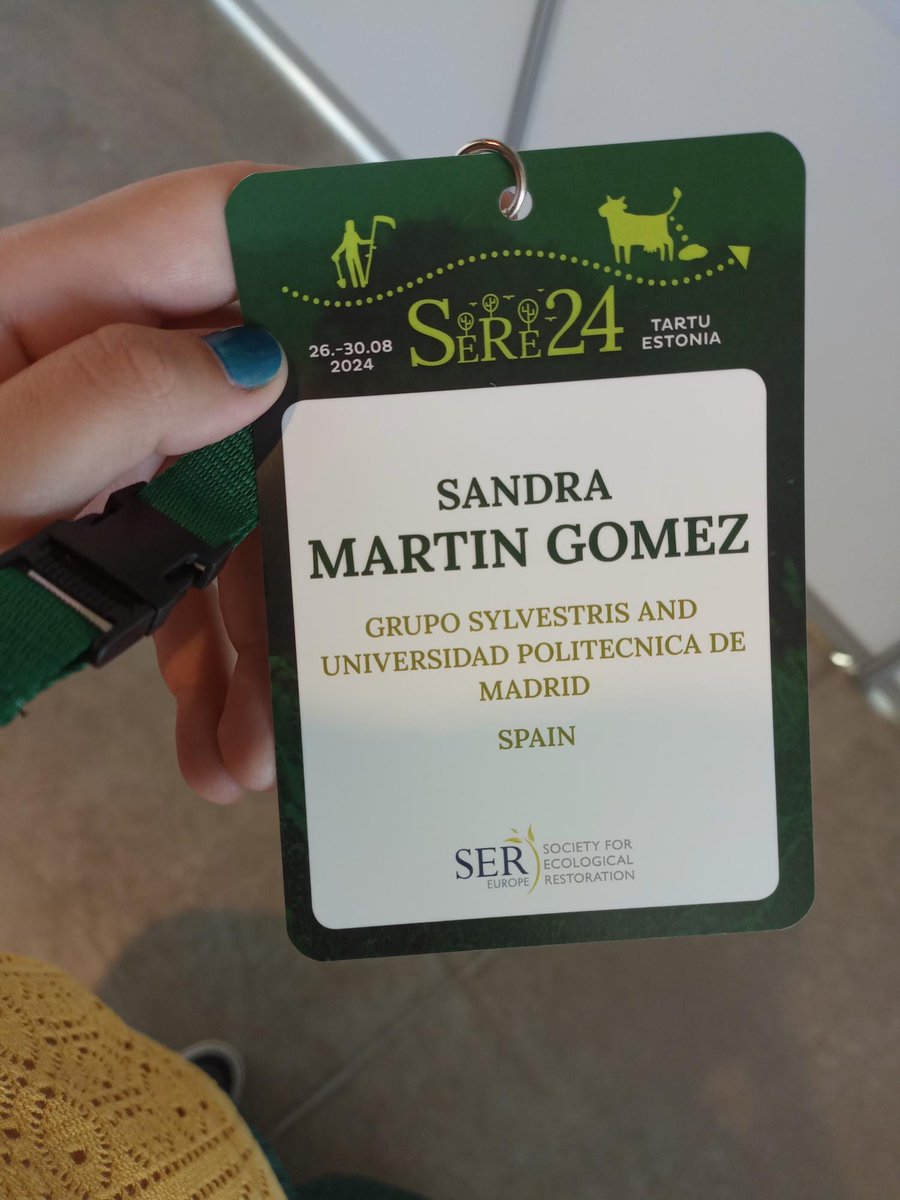 26.-30.08
2024
SERE24
TARTU
ESTONIA
SANDRA
MARTIN GOMEZ
GRUPO SYLVESTRIS AND
UNIVERSIDAD POLITECNICA DE
MADRID
SPAIN
SER
EUROPE
SOCIETY FOR
ECOLOGICAL
RESTORATION